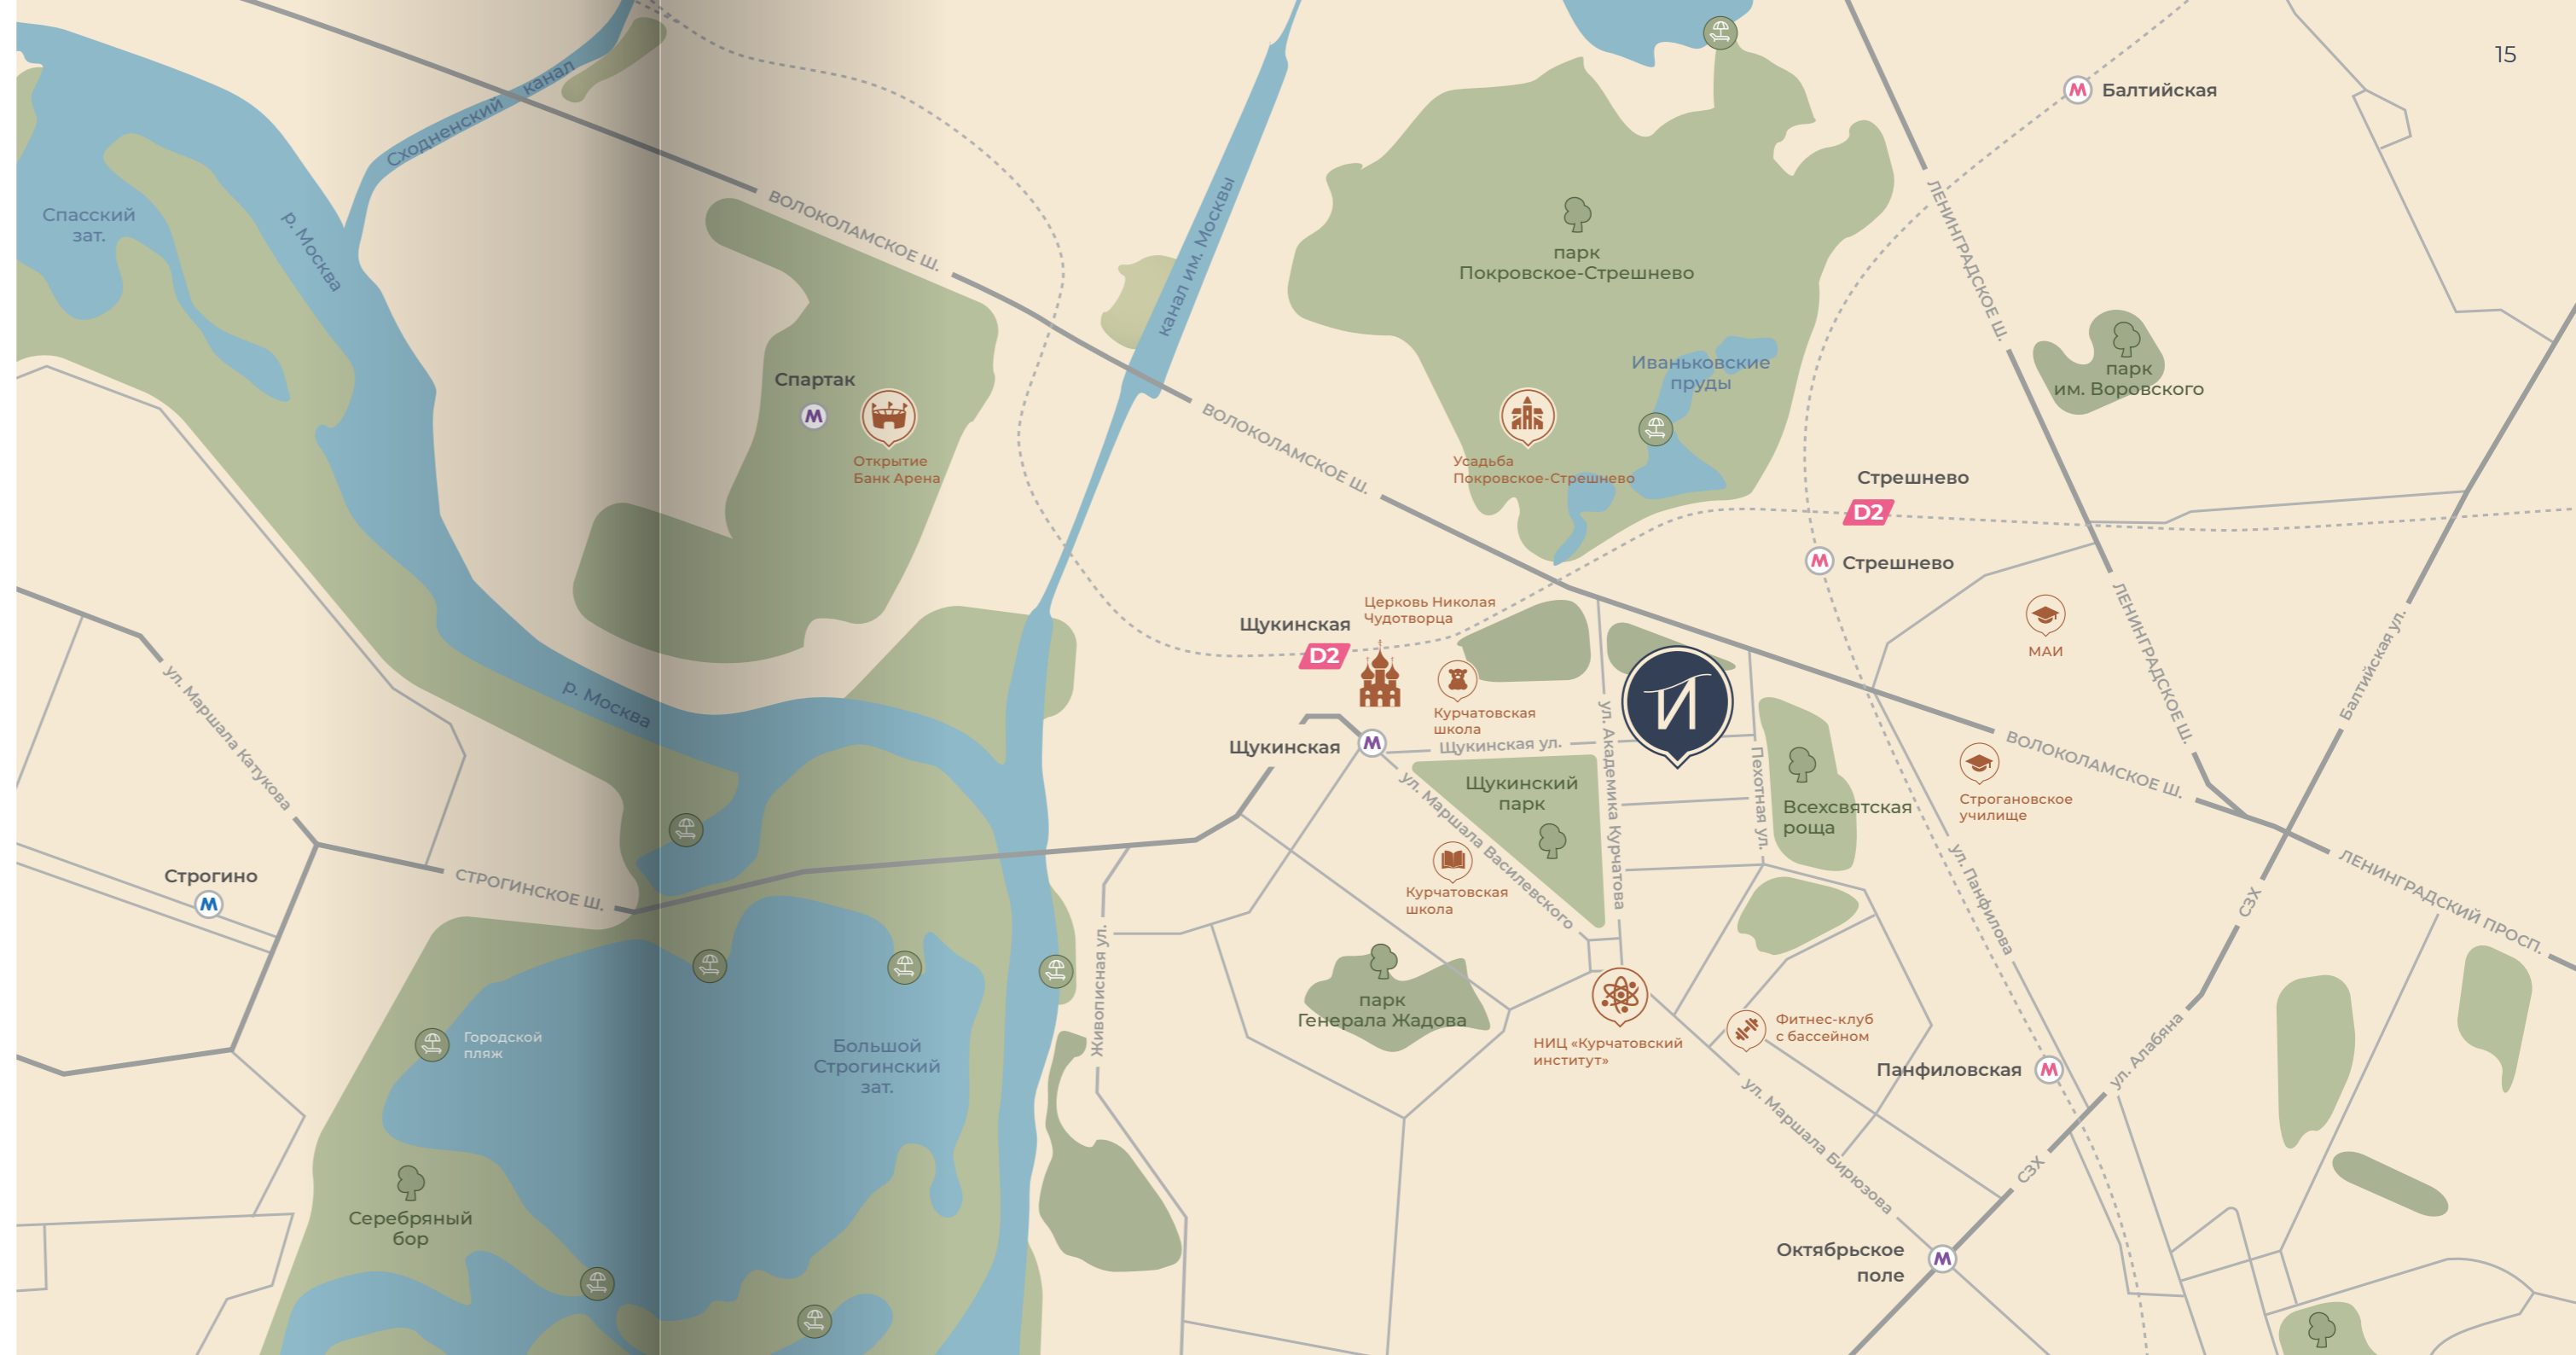 15
Балтийская
Сходненский канал
Спасский
зат.
р. Москва
ВОЛОКОЛАМСКОЕ Ш.
канал им. Москвы
парк
Покровское-Стрешнево
ЛЕНИНГРАДСКОЕ Ш.
Иваньковские
пруды
парк
им. Воровского
Спартак
М
Открытие
Банк Арена
ВОЛОКОЛАМСКОЕ Ш.
Усадьба
Покровское-Стрешнево
Стрешнево
D2
М
Стрешнево
Церковь Николая
Чудотворца
Щукинская
D2
МАИ
ЛЕНИНГРАДСКОЕ Ш.
Балтийская ул.
ул. Маршала Катукова
р. Москва
И
Курчатовская
школа
Щукинская
М
Щукинская ул.
ул. Академика Курчатова
Пехотная ул.
ВОЛОКОЛАМСКОЕ Ш.
Щукинский
парк
ул. Маршала Василевского
Всехсвятская
роща
Строгановское
училище
Строгино
М
СТРОГИНСКОЕ Ш.
Курчатовская
школа
ул. Панфилова
СЗХ
ЛЕНИНГРАДСКИЙ ПРОСП.
Живописная ул.
парк
Генерала Жадова
Городской
пляж
Большой
Строгинский
зат.
НИЦ «Курчатовский
институт»
Фитнес-клуб
с бассейном
Панфиловская
М
ул. Алабяна
ул. Маршала Бирюзова
СЗХ
Серебряный
бор
Октябрьское
поле
М
М